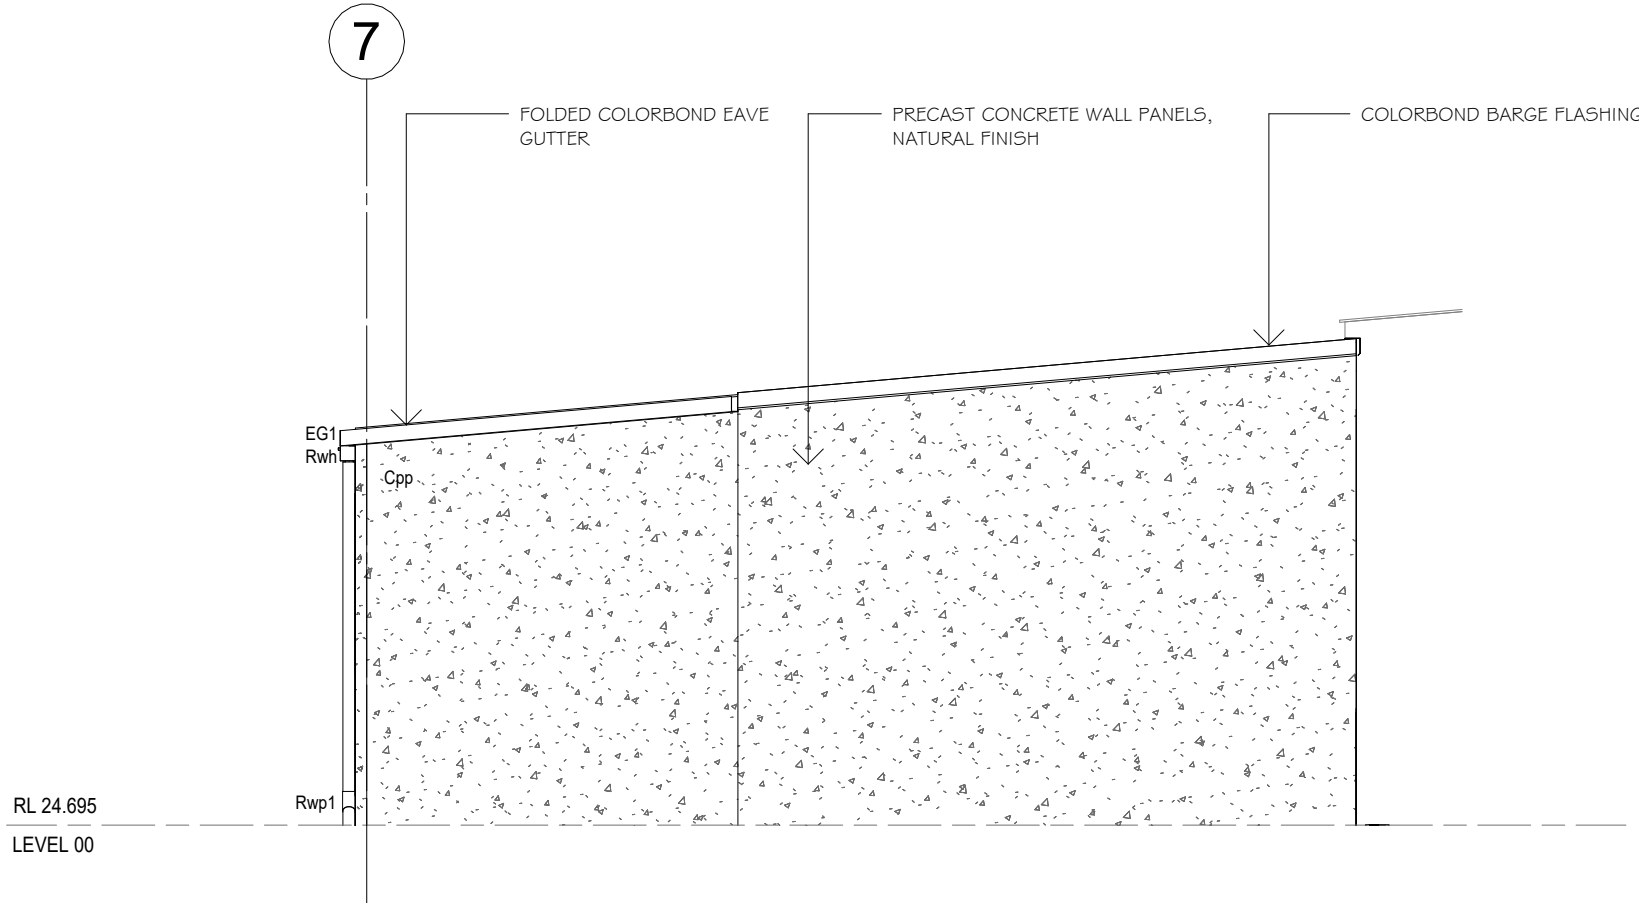 7
FOLDED COLORBOND EAVE
GUTTER
PRECAST CONCRETE WALL PANELS,
NATURAL FINISH
COLORBOND BARGE FLASHING
EG1
Rwh
Cpp
Rwp1
RL 24.695
LEVEL 00